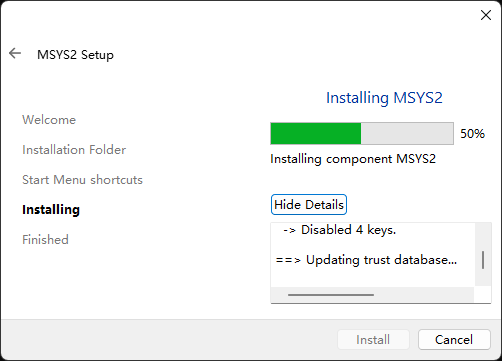 MSYS2 Setup
Installing MSYS2
Welcome
Installation Folder
Start Menu shortcuts
Installing
Finished
50%
Installing component MSYS2
Hide Details
-> Disabled 4 keys.
==> Updating trust database...
Install
Cancel